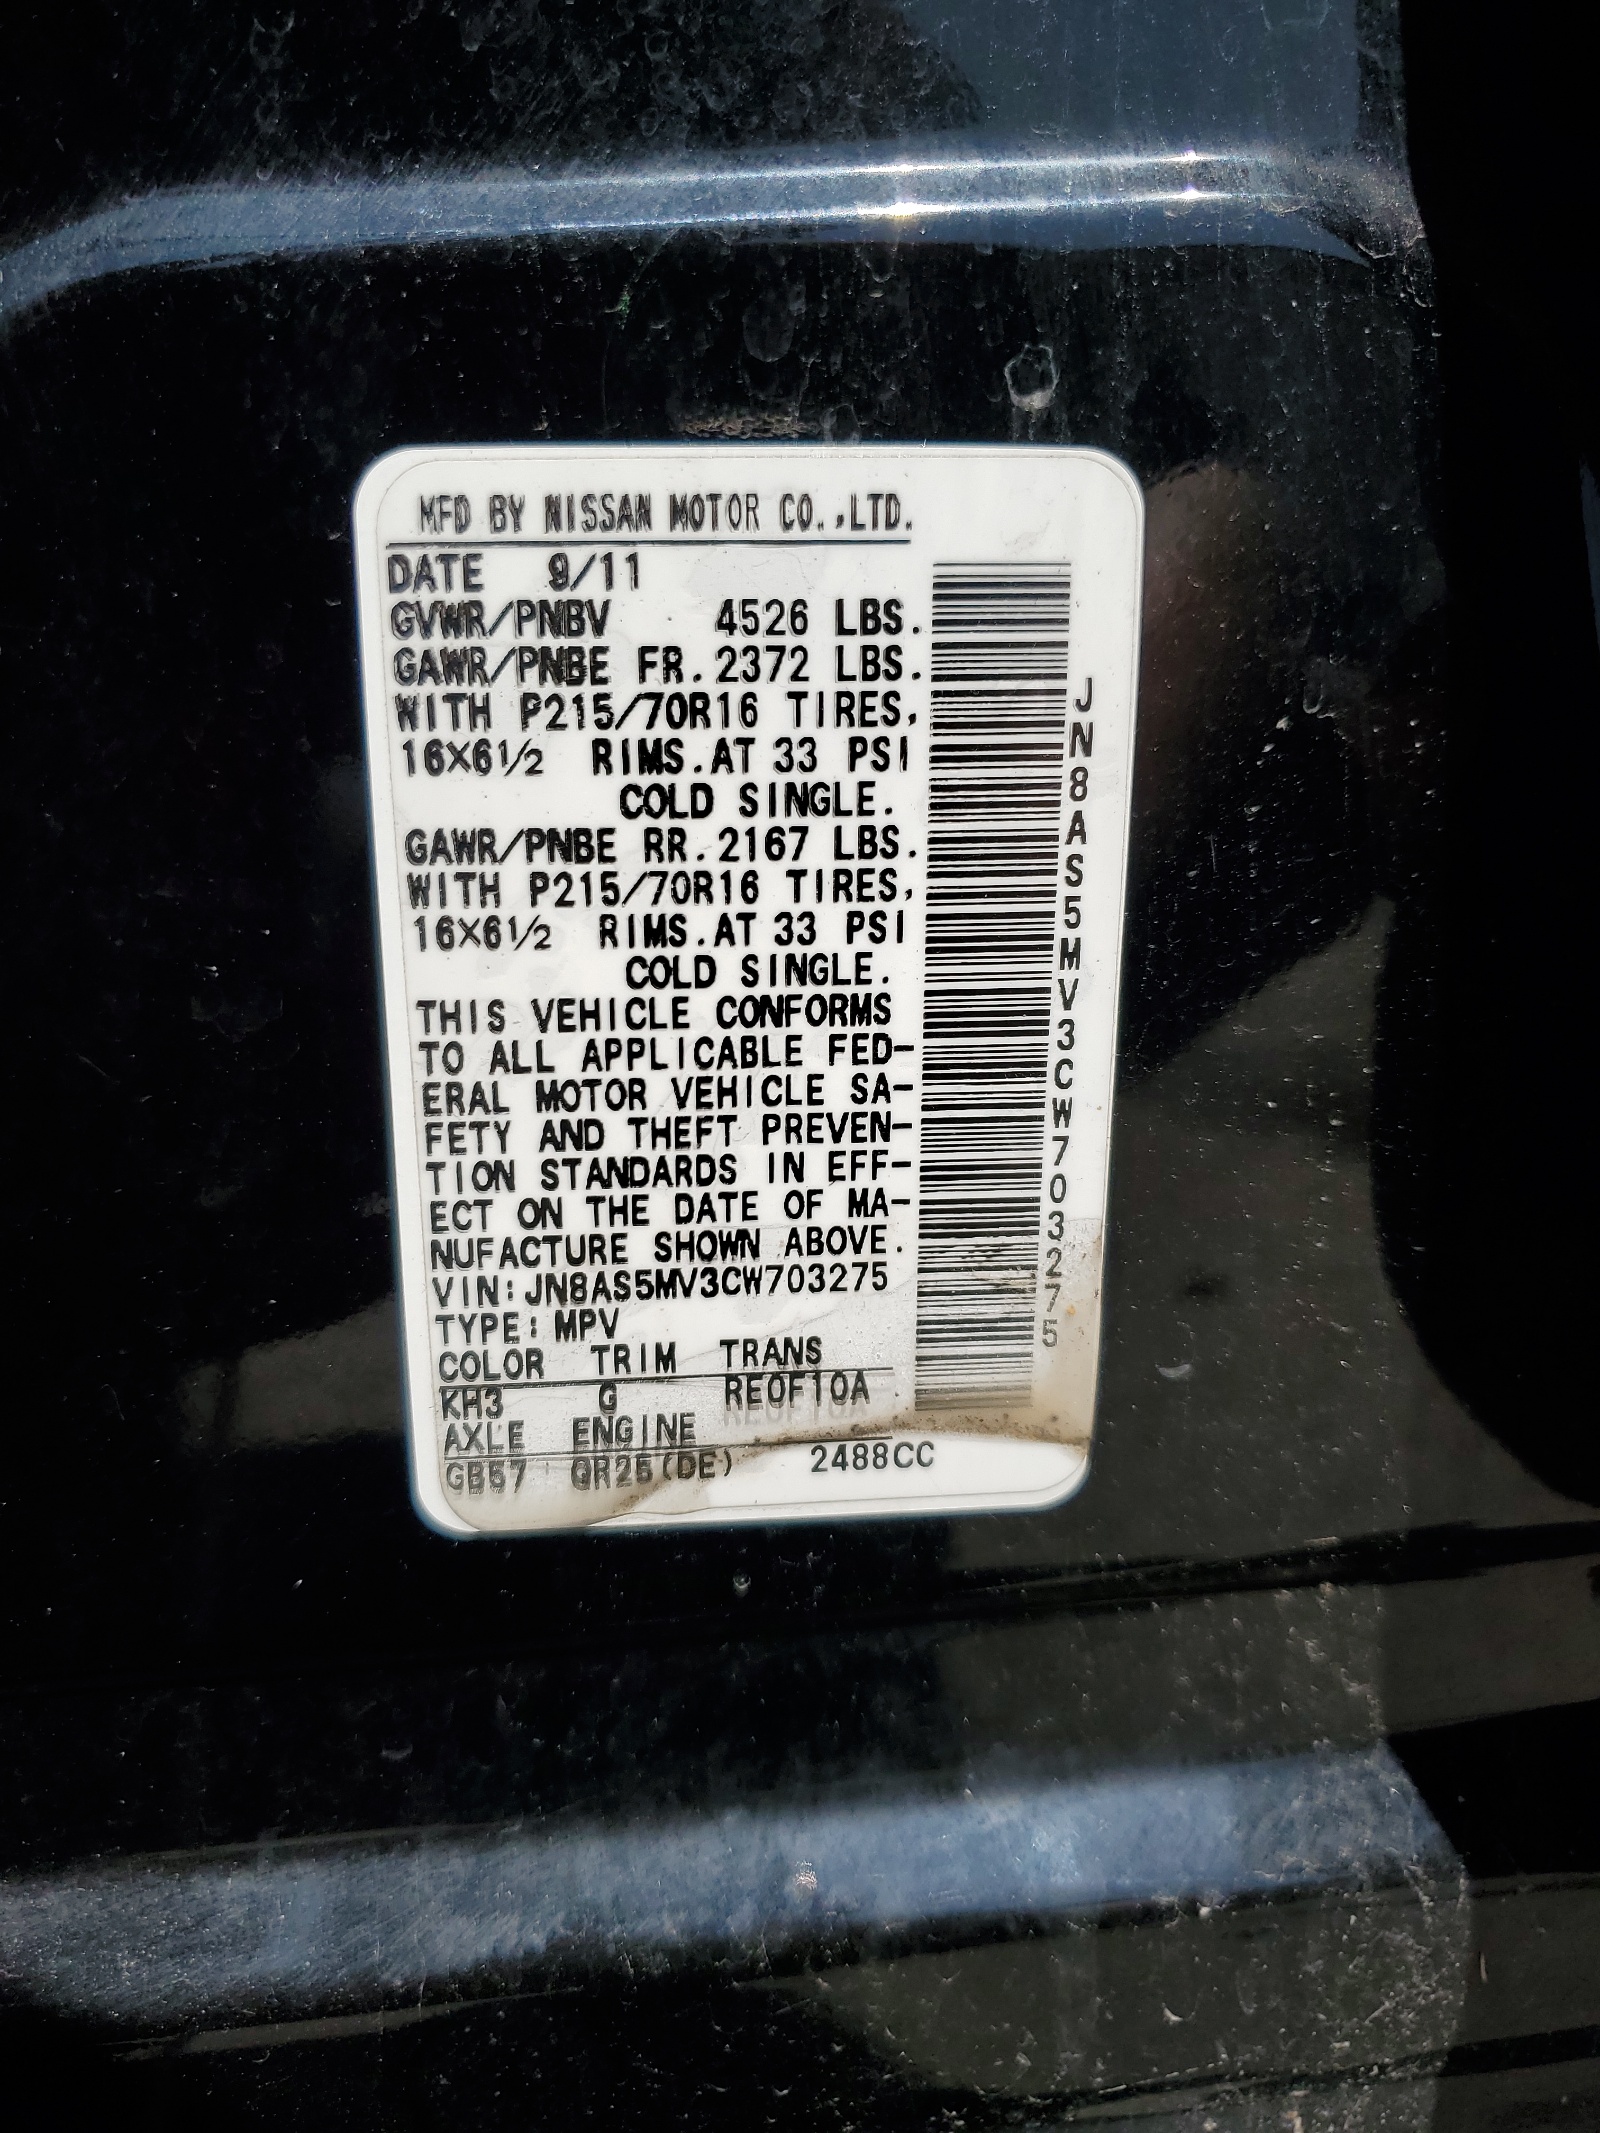 MFD BY NISSAN MOTOR CO.,LTD.
DATE 9/11
GVWR/PNBV 4526 LBS.
GAWR/PNBE FR. 2372 LBS.
WITH P215/70R16 TIRES,
16X6½ RIMS. AT 33 PSI
COLD SINGLE.
GAWR/PNBE RR. 2167 LBS.
WITH P215/70R16 TIRES,
16X6½ RIMS. AT 33 PSI
COLD SINGLE.
THIS VEHICLE CONFORMS
TO ALL APPLICABLE FED-
ERAL MOTOR VEHICLE SA-
FETY AND THEFT PREVEN-
TION STANDARDS IN EFF-
ECT ON THE DATE OF MA-
NUFACTURE SHOWN ABOVE.
VIN: JN8AS5MV3CW703275
TYPE: MPV
COLOR TRIM TRANS
KH3 G RE0F10A
AXLE ENGINE
GB57 QR25(DE) 2488CC
JN8AS5MV3CW703275